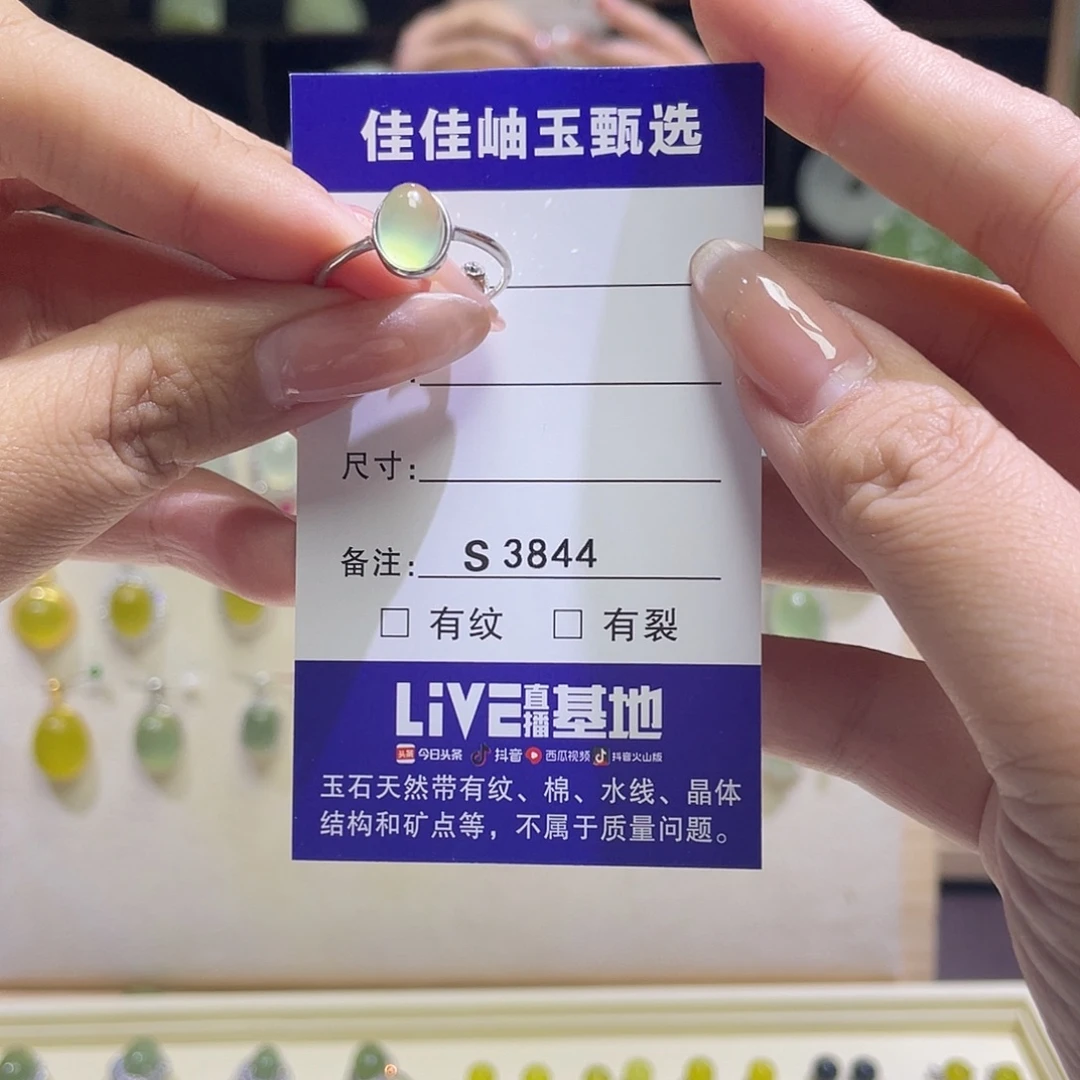 佳佳岫玉甄选
:
尺寸:
备注: S 3844
□ 有纹 □ 有裂
LiVE直播基地
头条 今日头条 抖音 西瓜视频 抖音火山版
玉石天然带有纹、棉、水线、晶体
结构和矿点等，不属于质量问题。